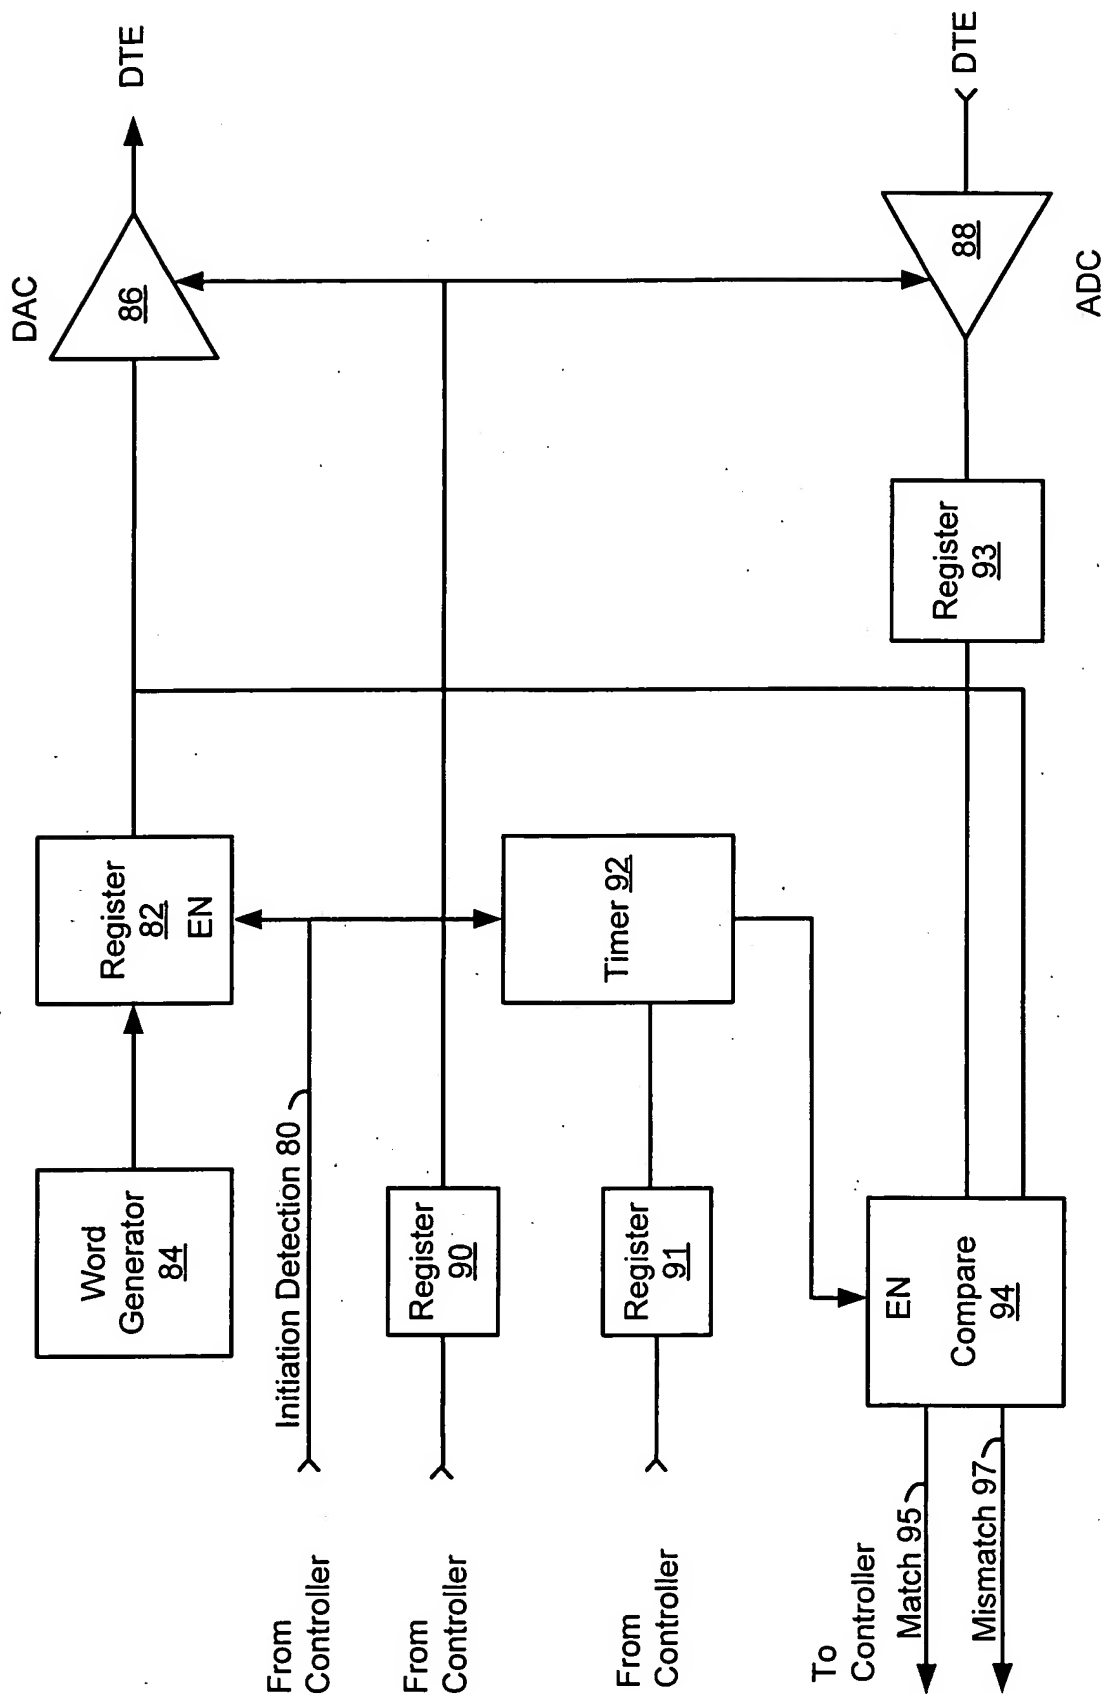 Word
Generator
84
Register
82
EN
DAC
86
DTE
From
Controller
Initiation Detection 80
From
Controller
Register
90
From
Controller
Register
91
Timer 92
To
Controller
Match 95
Mismatch 97
EN
Compare
94
Register
93
88
ADC
DTE